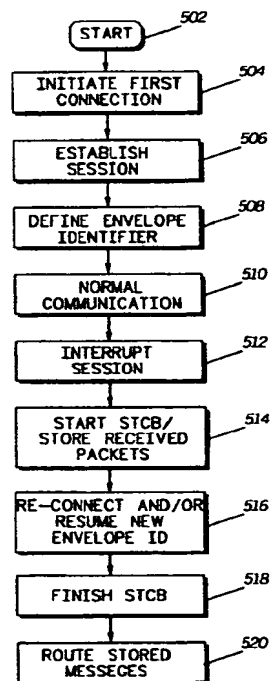 START
502
INITIATE FIRST
CONNECTION
504
ESTABLISH
SESSION
506
DEFINE ENVELOPE
IDENTIFIER
508
NORMAL
COMMUNICATION
510
INTERRUPT
SESSION
512
START STCB/
STORE RECEIVED
PACKETS
514
RE-CONNECT AND/OR
RESUME NEW
ENVELOPE ID
516
FINISH STCB
518
ROUTE STORED
MESSEGES
520